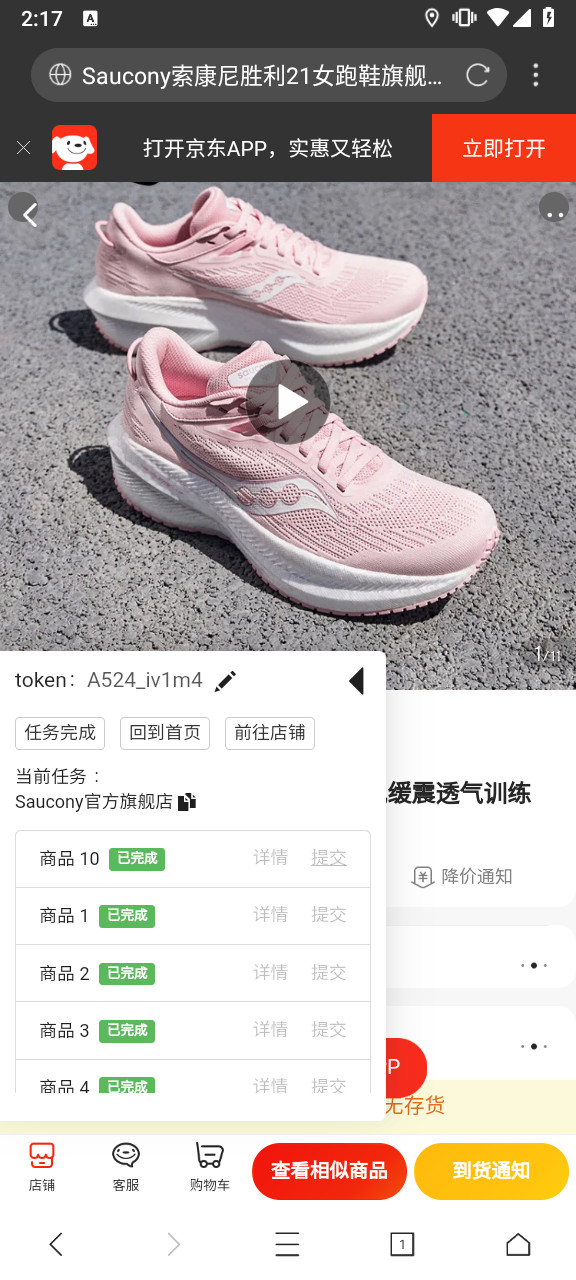 2:17
A
Saucony索康尼胜利21女跑鞋旗舰...
打开京东APP，实惠又轻松
立即打开
1/11
token： A524_iv1m4
任务完成 回到首页 前往店铺
当前任务：
Saucony官方旗舰店
缓震透气训练
商品 10 已完成 详情 提交
降价通知
商品 1 已完成 详情 提交
商品 2 已完成 详情 提交
商品 3 已完成 详情 提交
P
商品 4 已完成 详情 提交
无存货
店铺
客服
购物车
查看相似商品
到货通知
1